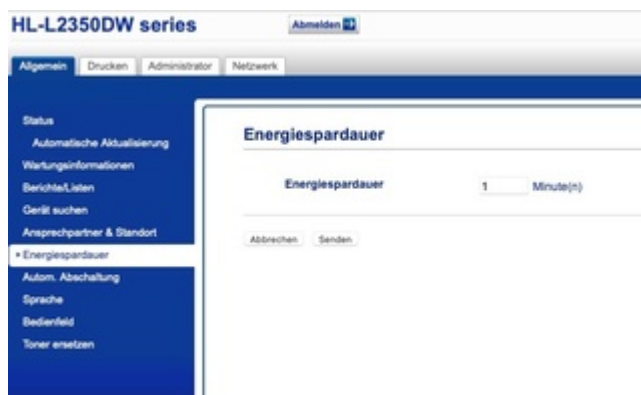 HL-L2350DW series
Abmelden
Allgemein Drucken Administrator Netzwerk
Status
Automatische Aktualisierung
Wartungsinformationen
Berichte/Listen
Gerät suchen
Ansprechpartner & Standort
Energiespardauer
Autom. Abschaltung
Sprache
Bedienfeld
Toner ersetzen
Energiespardauer
Energiespardauer 1 Minute(n)
Abbrechen Senden